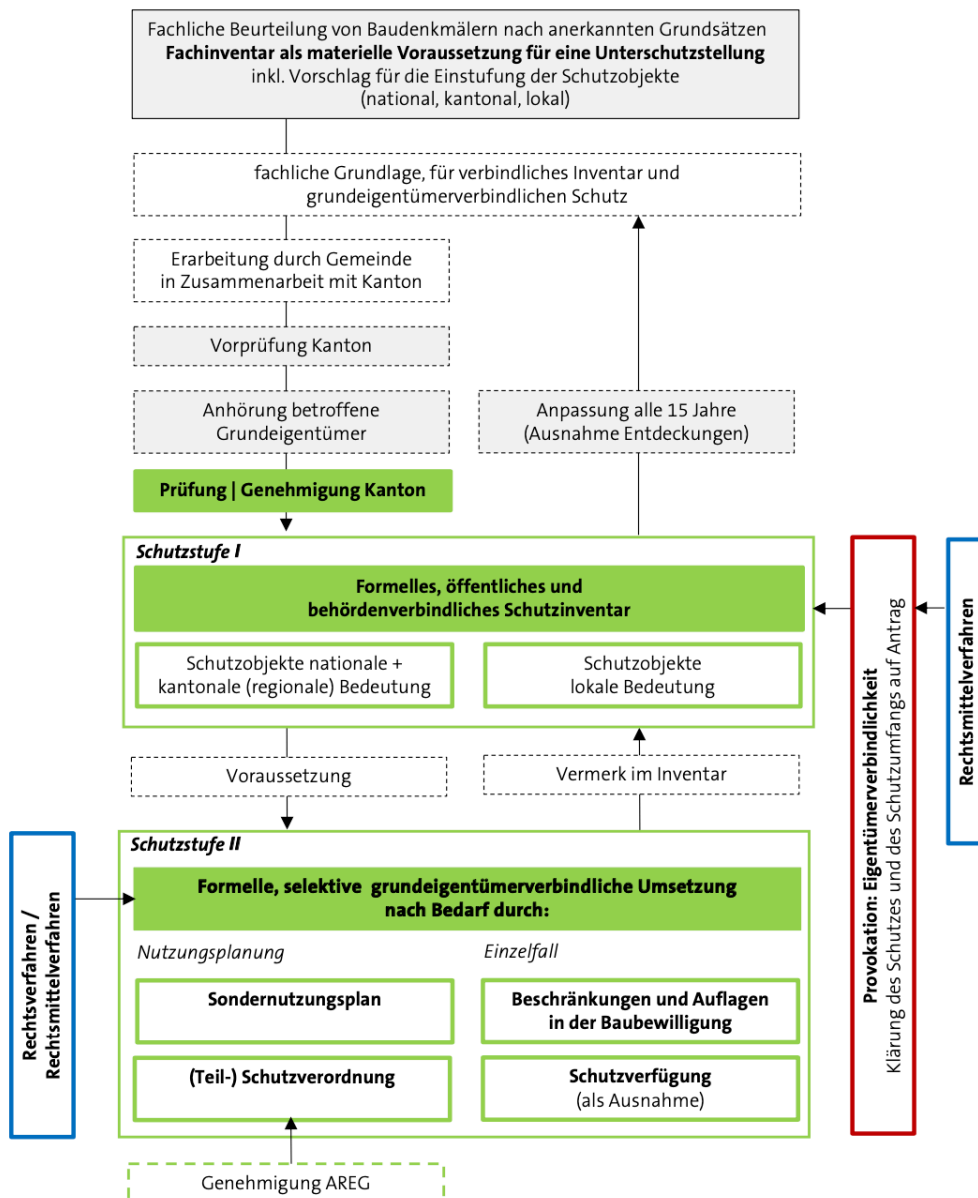 Fachliche Beurteilung von Baudenkmälern nach anerkannten Grundsätzen
Fachinventar als materielle Voraussetzung für eine Unterschutzstellung
inkl. Vorschlag für die Einstufung der Schutzobjekte
(national, kantonal, lokal)
fachliche Grundlage, für verbindliches Inventar und
grundeigentümerverbindlichen Schutz
Erarbeitung durch Gemeinde
in Zusammenarbeit mit Kanton
Vorprüfung Kanton
Anhörung betroffene
Grundeigentümer
Anpassung alle 15 Jahre
(Ausnahme Entdeckungen)
Prüfung | Genehmigung Kanton
Schutzstufe I
Formelles, öffentliches und
behördenverbindliches Schutzinventar
Schutzobjekte nationale +
kantonale (regionale) Bedeutung
Schutzobjekte
lokale Bedeutung
Voraussetzung
Vermerk im Inventar
Schutzstufe II
Formelle, selektive grundeigentümerverbindliche Umsetzung
nach Bedarf durch:
Nutzungsplanung
Einzelfall
Sondernutzungsplan
Beschränkungen und Auflagen
in der Baubewilligung
(Teil-) Schutzverordnung
Schutzverfügung
(als Ausnahme)
Genehmigung AREG
Rechtsverfahren /
Rechtsmittelverfahren
Provokation: Eigentümerverbindlichkeit
Klärung des Schutzes und des Schutzumfangs auf Antrag
Rechtsmittelverfahren